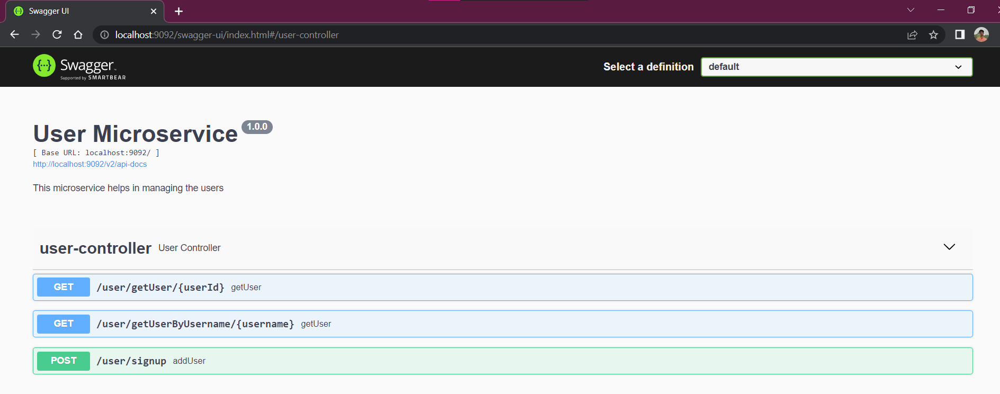 Swagger UI
localhost:9092/swagger-ui/index.html#/user-controller
{···} Swagger™
Supported by SMARTBEAR
Select a definition default
User Microservice 1.0.0
[ Base URL: localhost:9092/ ]
http://localhost:9092/v2/api-docs
This microservice helps in managing the users
user-controller User Controller
GET /user/getUser/{userId} getUser
GET /user/getUserByUsername/{username} getUser
POST /user/signup addUser